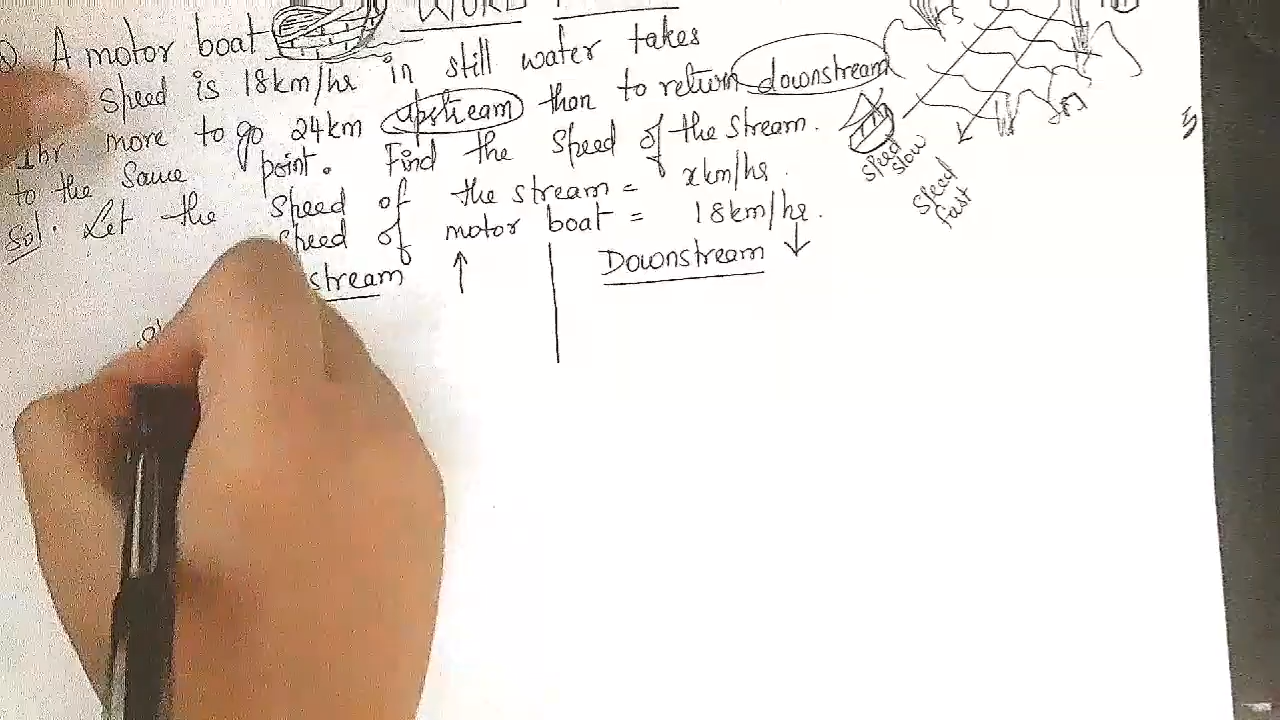 WORD
Q. A motor boat
speed is 18km/hr in still water takes
1hr more to go 24km upstream than to return downstream
to the same point. Find the speed of the stream.
Sol. Let the speed of the stream = xkm/hr.
speed of motor boat = 18km/hr.
stream ↑
Downstream ↓
speed
slow
speed
fast